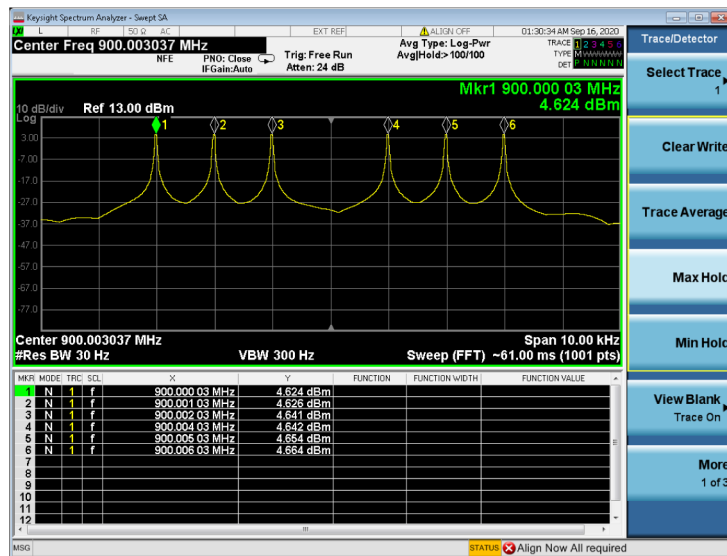 Keysight Spectrum Analyzer - Swept SA
L RF 50 Ω AC EXT REF ALIGN OFF 01:30:34 AM Sep 16, 2020
Center Freq 900.003037 MHz
NFE PNO: Close Trig: Free Run Avg Type: Log-Pwr TRACE 1 2 3 4 5 6
IFGain:Auto Atten: 24 dB Avg|Hold:>100/100 TYPE M
DET P N N N N N
Mkr1 900.000 03 MHz
10 dB/div Ref 13.00 dBm 4.624 dBm
Log
1 2 3 4 5 6
3.00
-7.00
-17.0
-27.0
-37.0
-47.0
-57.0
-67.0
-77.0
Center 900.003037 MHz Span 10.00 kHz
#Res BW 30 Hz VBW 300 Hz Sweep (FFT) ~61.00 ms (1001 pts)
MKR MODE TRC SCL X Y FUNCTION FUNCTION WIDTH FUNCTION VALUE
1 N 1 f 900.000 03 MHz 4.624 dBm
2 N 1 f 900.001 03 MHz 4.626 dBm
3 N 1 f 900.002 03 MHz 4.641 dBm
4 N 1 f 900.004 03 MHz 4.642 dBm
5 N 1 f 900.005 03 MHz 4.654 dBm
6 N 1 f 900.006 03 MHz 4.664 dBm
7
8
9
10
11
12
MSG STATUS Align Now All required
Trace/Detector
Select Trace
1
Clear Write
Trace Average
Max Hold
Min Hold
View Blank
Trace On
More
1 of 3